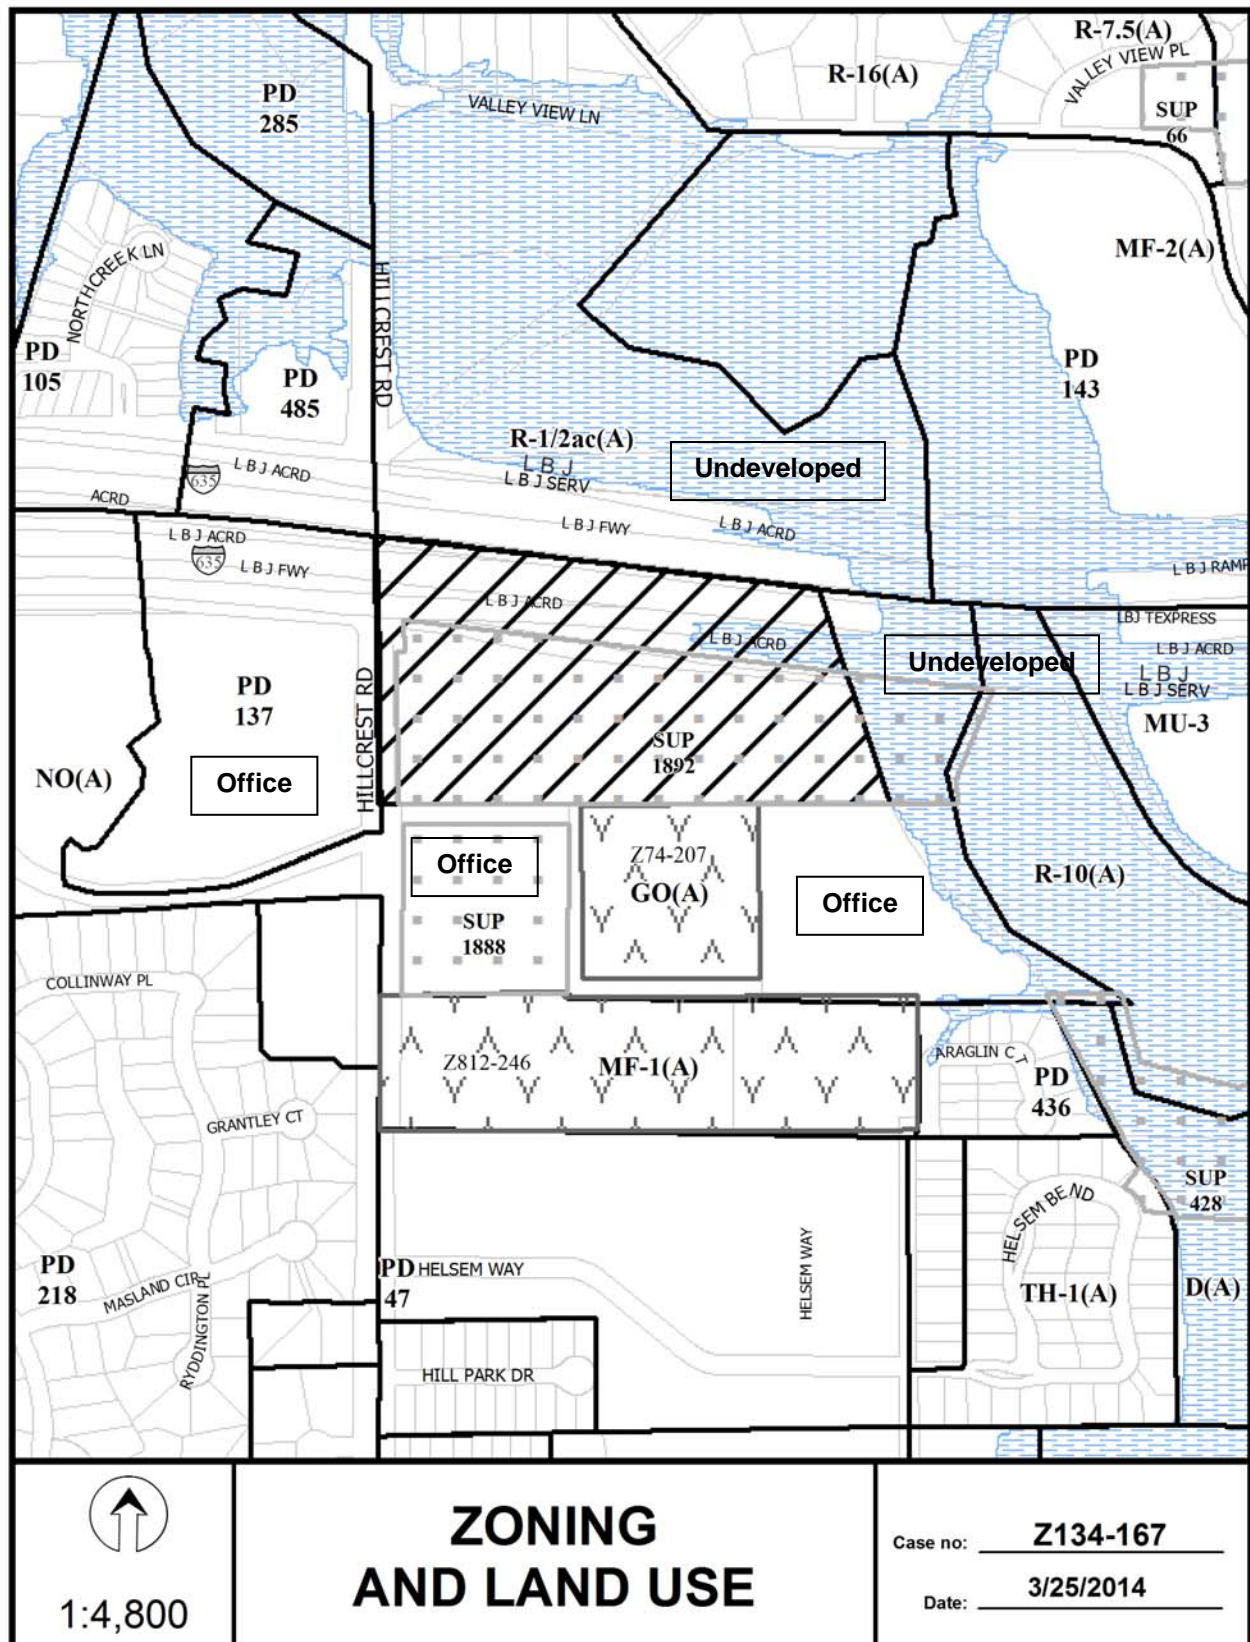 R-7.5(A)
VALLEY VIEW PL
R-16(A)
PD
285
VALLEY VIEW LN
SUP
66
MF-2(A)
NORTHCREEK LN
HILLCREST RD
PD
105
PD
485
PD
143
R-1/2ac(A)
L B J
L B J SERV
Undeveloped
L B J ACRD
635
ACRD
L B J FWY
L B J ACRD
L B J ACRD
635
L B J FWY
L B J RAMP
L B J ACRD
LBJ TEXPRESS
L B J ACRD
Undeveloped
L B J ACRD
L B J
L B J SERV
PD
137
HILLCREST RD
MU-3
SUP
1892
NO(A)
Office
Office
Z74-207
GO(A)
Office
R-10(A)
SUP
1888
COLLINWAY PL
Z812-246
MF-1(A)
ARAGLIN CT
PD
436
GRANTLEY CT
SUP
428
HELSEM BEND
HELSEM WAY
PD
218
MASLAND CIR
RYDDINGTON PL
PD
47
HELSEM WAY
TH-1(A)
D(A)
HILL PARK DR
1:4,800
ZONING
AND LAND USE
Case no: Z134-167
Date: 3/25/2014